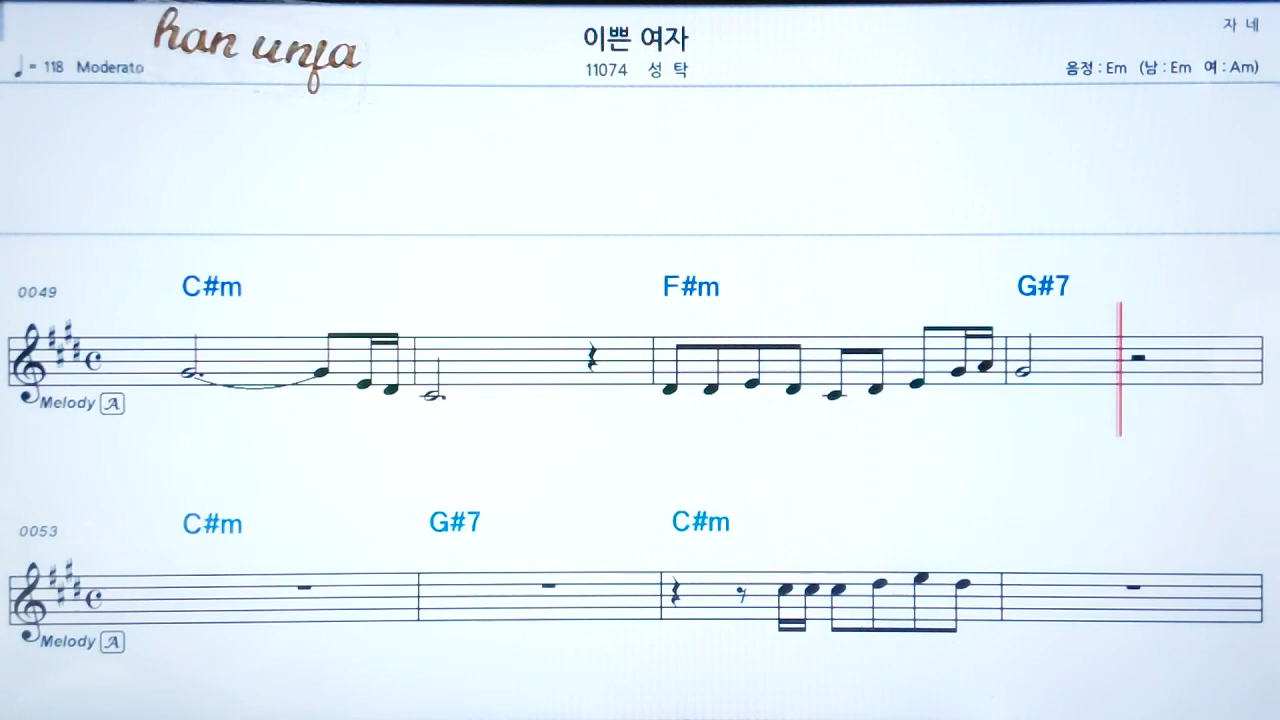 han unja
이쁜 여자
자 네
♩= 118 Moderato
11074 성 탁
음정 : Em (남 : Em 여 : Am)
0049
C#m F#m G#7
Melody A
0053
C#m G#7 C#m
Melody A